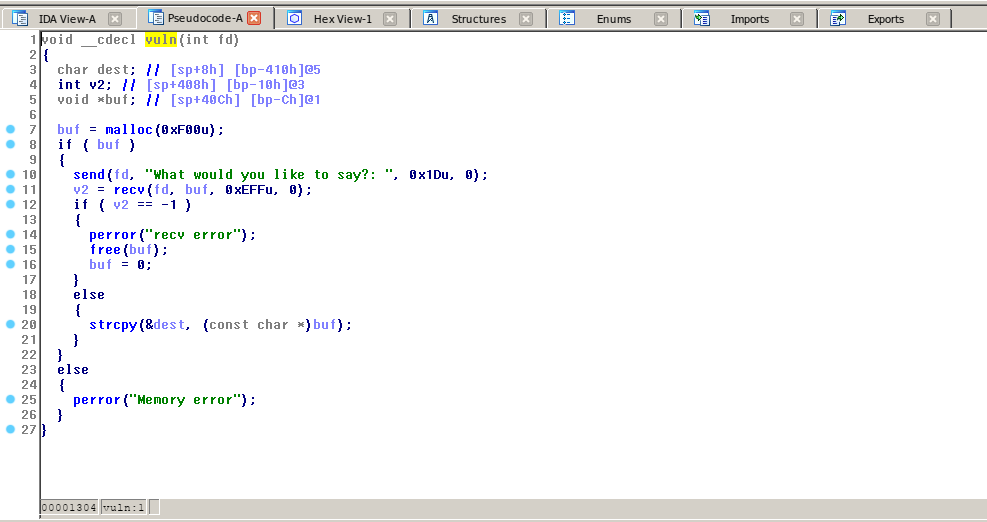 IDA View-A Pseudocode-A Hex View-1 Structures Enums Imports Exports
1 void __cdecl vuln(int fd)
2 {
3 char dest; // [sp+8h] [bp-410h]@5
4 int v2; // [sp+408h] [bp-10h]@3
5 void *buf; // [sp+40Ch] [bp-Ch]@1
6
7 buf = malloc(0xF00u);
8 if ( buf )
9 {
10 send(fd, "What would you like to say?: ", 0x1Du, 0);
11 v2 = recv(fd, buf, 0xEFFu, 0);
12 if ( v2 == -1 )
13 {
14 perror("recv error");
15 free(buf);
16 buf = 0;
17 }
18 else
19 {
20 strcpy(&dest, (const char *)buf);
21 }
22 }
23 else
24 {
25 perror("Memory error");
26 }
27 }
00001304 vuln:1